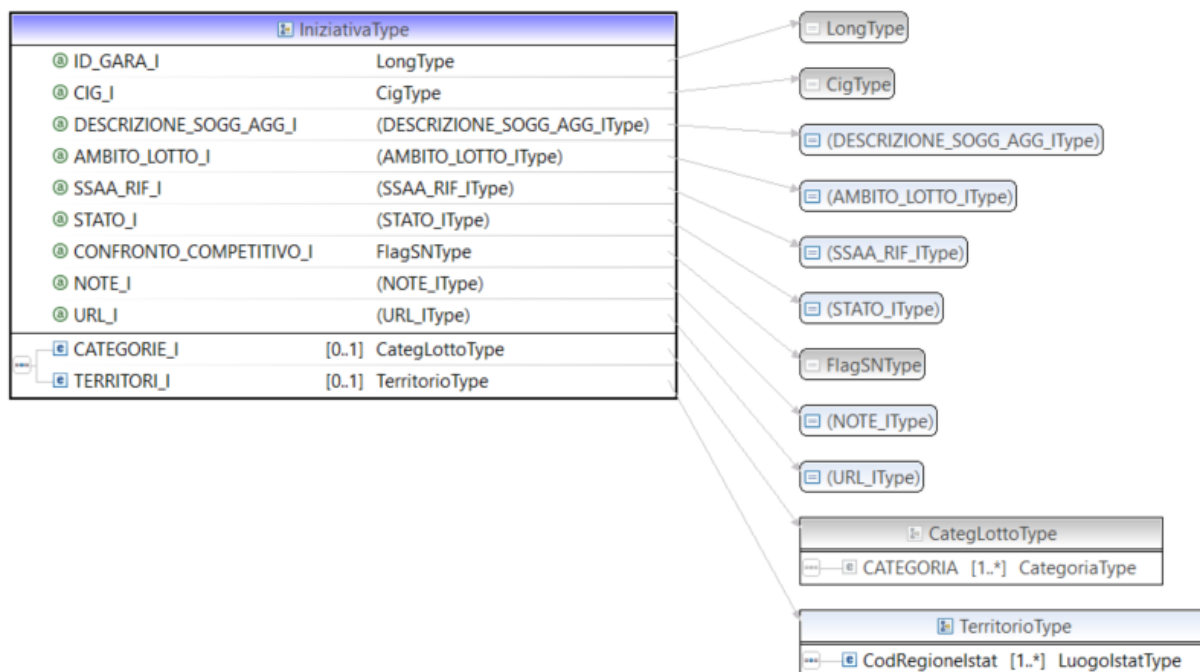 IniziativaType
ID_GARA_I LongType
CIG_I CigType
DESCRIZIONE_SOGG_AGG_I (DESCRIZIONE_SOGG_AGG_IType)
AMBITO_LOTTO_I (AMBITO_LOTTO_IType)
SSAA_RIF_I (SSAA_RIF_IType)
STATO_I (STATO_IType)
CONFRONTO_COMPETITIVO_I FlagSNType
NOTE_I (NOTE_IType)
URL_I (URL_IType)
CATEGORIE_I [0..1] CategLottoType
TERRITORI_I [0..1] TerritorioType
LongType
CigType
(DESCRIZIONE_SOGG_AGG_IType)
(AMBITO_LOTTO_IType)
(SSAA_RIF_IType)
(STATO_IType)
FlagSNType
(NOTE_IType)
(URL_IType)
CategLottoType
CATEGORIA [1..*] CategoriaType
TerritorioType
CodRegioneIstat [1..*] LuogoIstatType